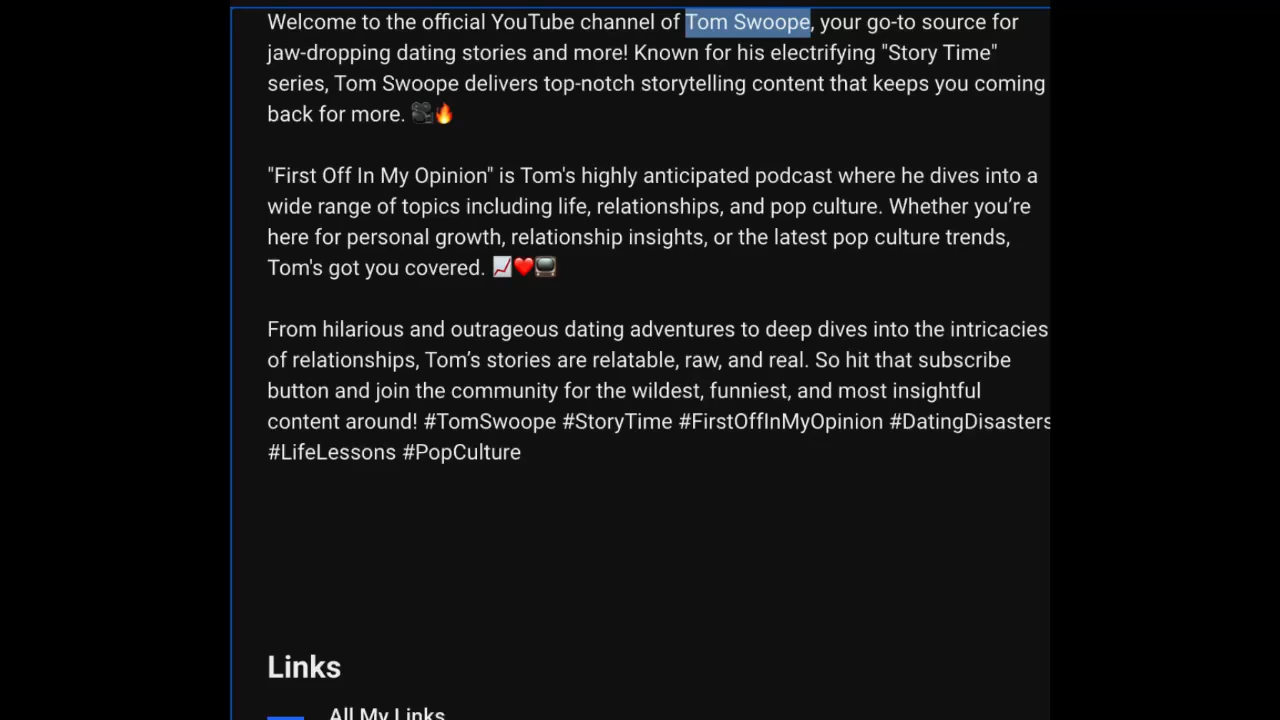 Welcome to the official YouTube channel of Tom Swoope, your go-to source for
jaw-dropping dating stories and more! Known for his electrifying "Story Time"
series, Tom Swoope delivers top-notch storytelling content that keeps you coming
back for more. 🎥🔥
"First Off In My Opinion" is Tom's highly anticipated podcast where he dives into a
wide range of topics including life, relationships, and pop culture. Whether you’re
here for personal growth, relationship insights, or the latest pop culture trends,
Tom's got you covered. 📈❤️📺
From hilarious and outrageous dating adventures to deep dives into the intricacies
of relationships, Tom’s stories are relatable, raw, and real. So hit that subscribe
button and join the community for the wildest, funniest, and most insightful
content around! #TomSwoope #StoryTime #FirstOffInMyOpinion #DatingDisasters
#LifeLessons #PopCulture
Links
All My Links